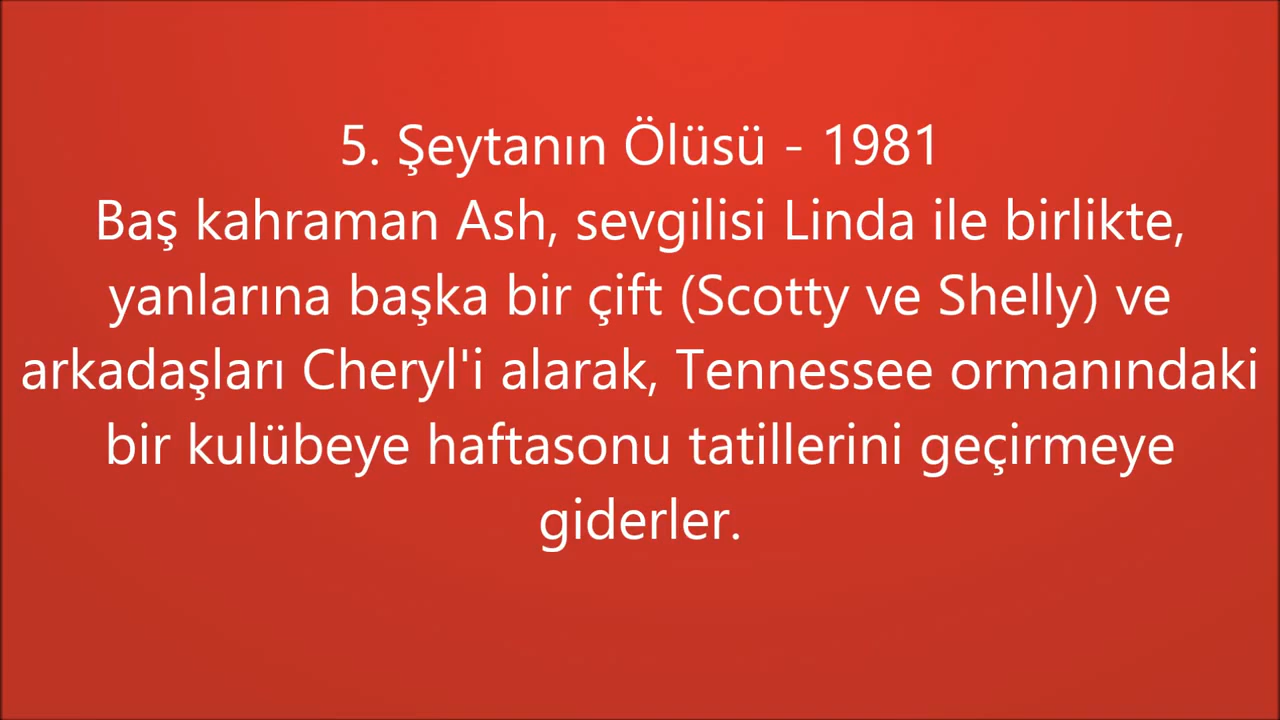 5. Şeytanın Ölüsü - 1981
Baş kahraman Ash, sevgilisi Linda ile birlikte,
yanlarına başka bir çift (Scotty ve Shelly) ve
arkadaşları Cheryl'i alarak, Tennessee ormanındaki
bir kulübeye haftasonu tatillerini geçirmeye
giderler.